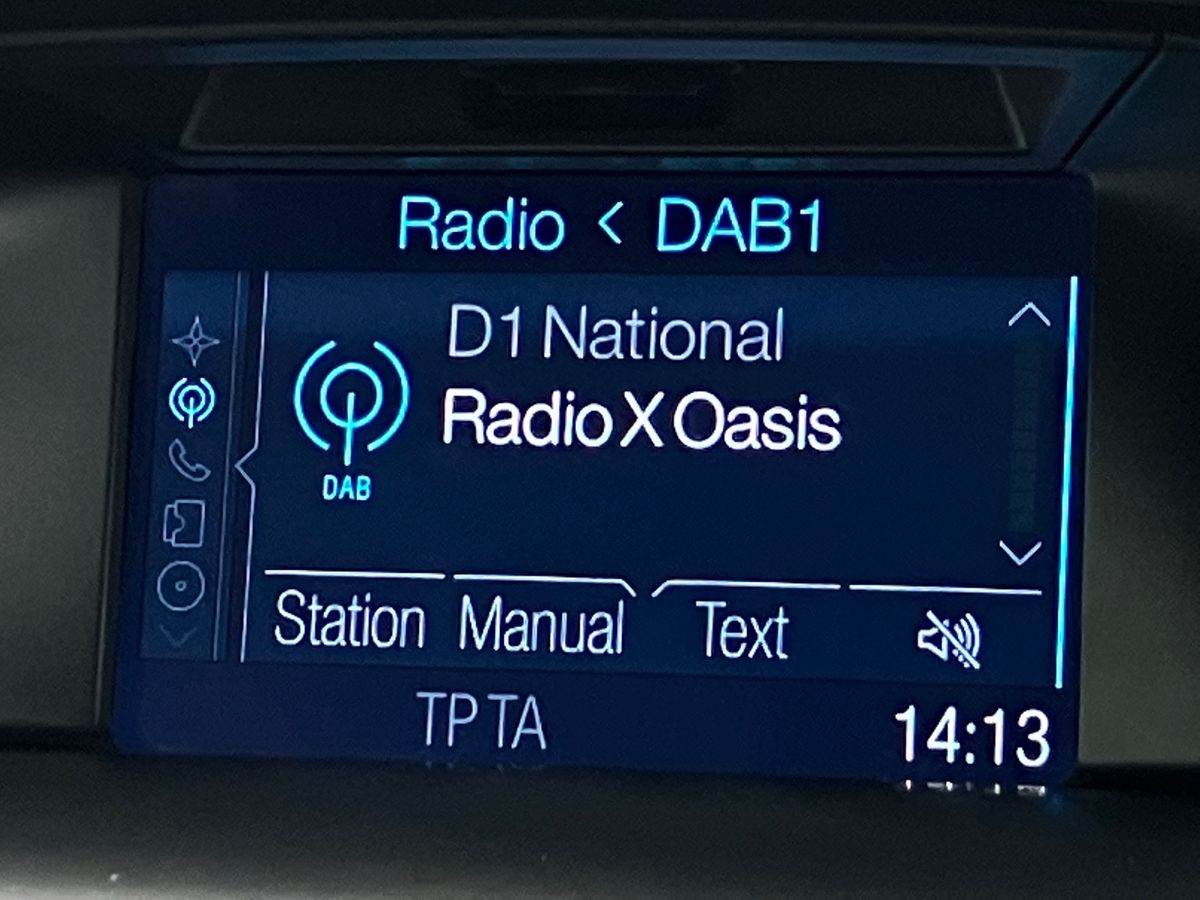 Radio < DAB1
D1 National
Radio X Oasis
DAB
Station Manual Text
TP TA 14:13